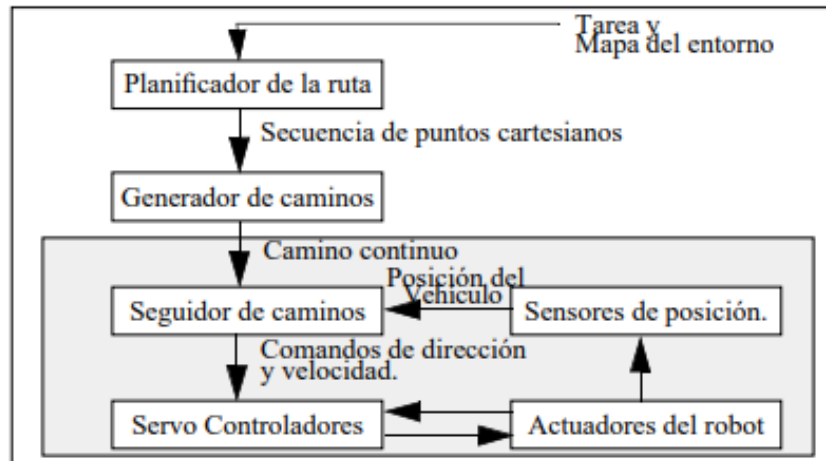 Tarea y
Mapa del entorno
Planificador de la ruta
Secuencia de puntos cartesianos
Generador de caminos
Camino continuo
Posición del
Vehiculo
Seguidor de caminos
Sensores de posición.
Comandos de dirección
y velocidad.
Servo Controladores
Actuadores del robot